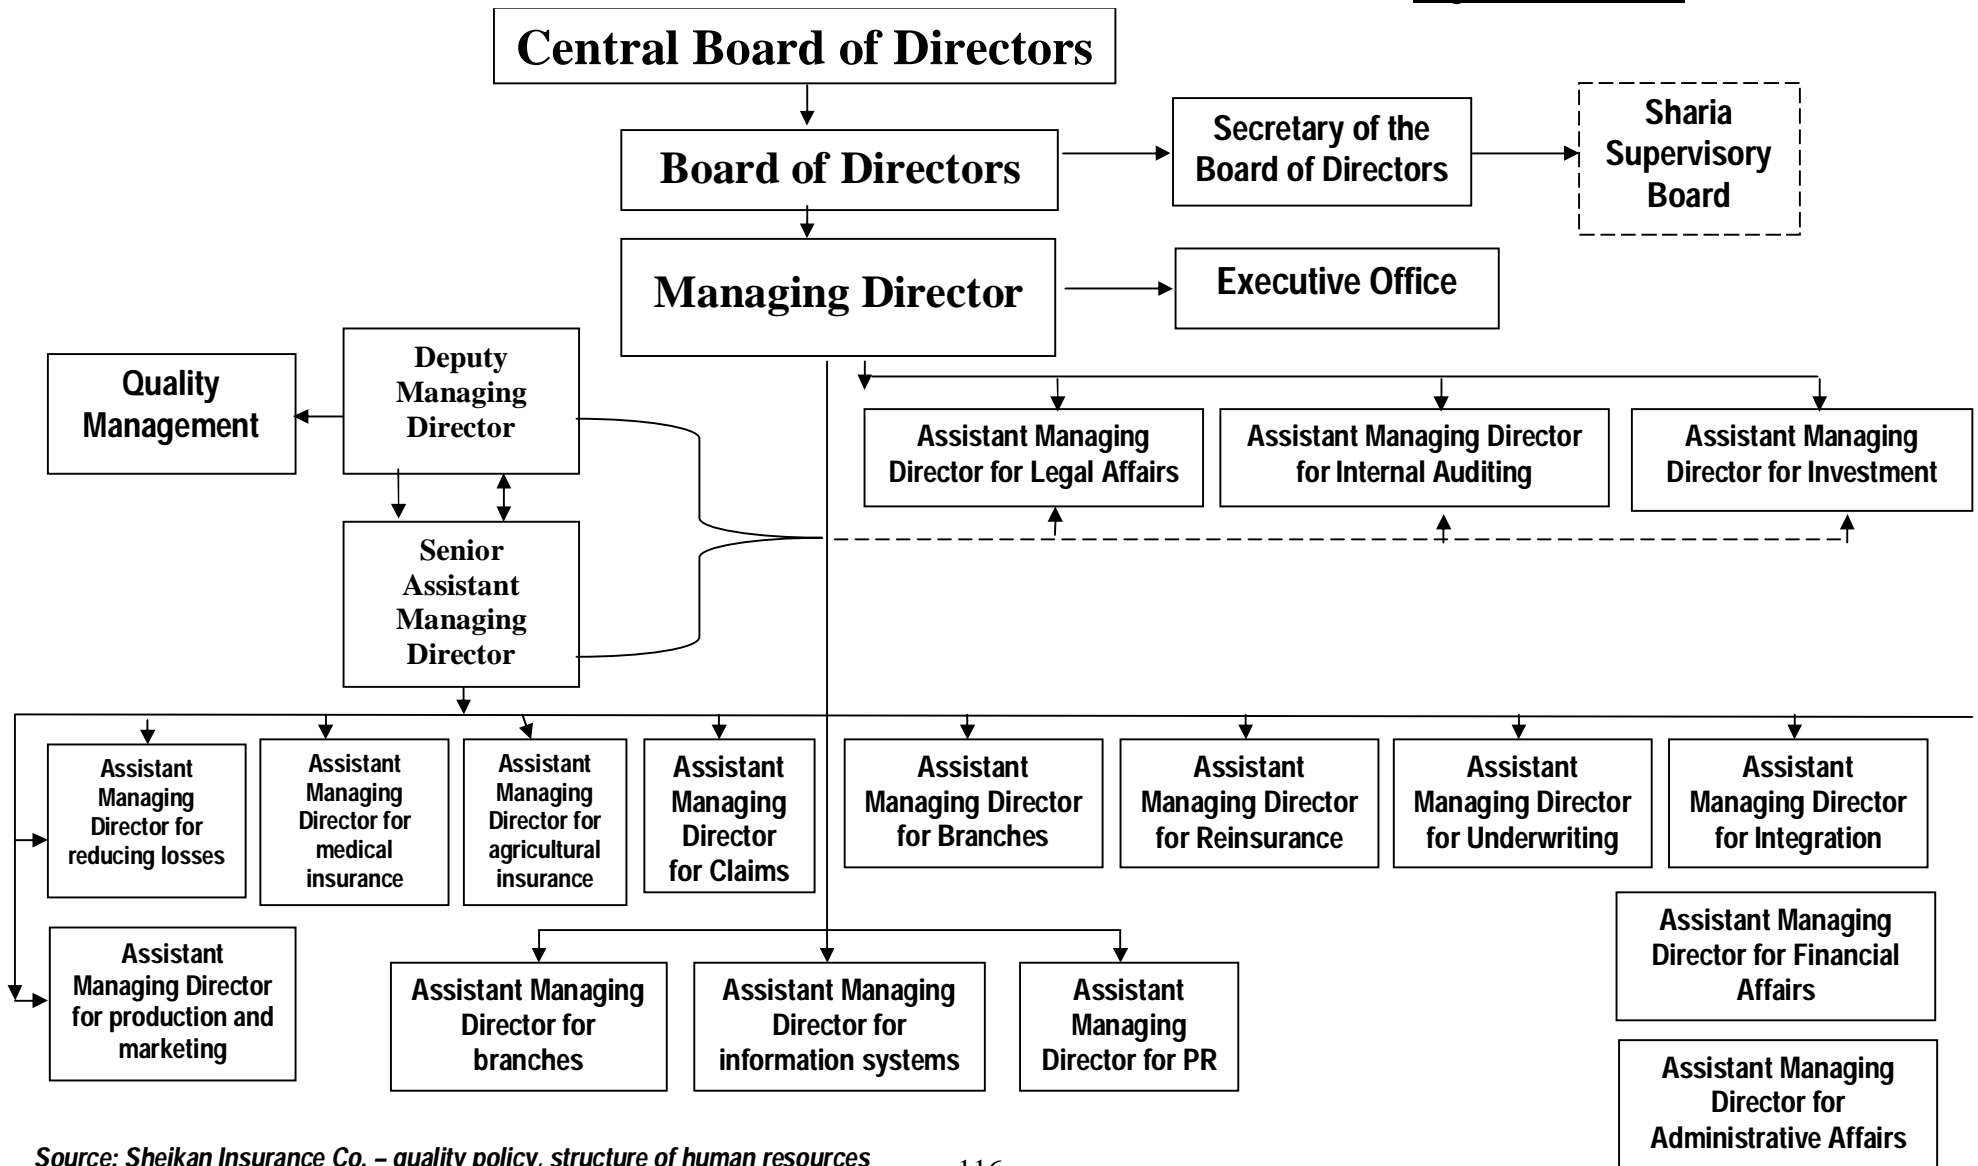 Central Board of Directors
Board of Directors
Secretary of the
Board of Directors
Sharia
Supervisory
Board
Managing Director
Executive Office
Quality
Management
Deputy
Managing
Director
Assistant Managing
Director for Legal Affairs
Assistant Managing Director
for Internal Auditing
Assistant Managing
Director for Investment
Senior
Assistant
Managing
Director
Assistant
Managing
Director for
reducing losses
Assistant
Managing
Director for
medical
insurance
Assistant
Managing
Director for
agricultural
insurance
Assistant
Managing
Director
for Claims
Assistant
Managing Director
for Branches
Assistant
Managing Director
for Reinsurance
Assistant
Managing Director
for Underwriting
Assistant
Managing Director
for Integration
Assistant
Managing Director
for production and
marketing
Assistant Managing
Director for
branches
Assistant Managing
Director for
information systems
Assistant
Managing
Director for PR
Assistant Managing
Director for Financial
Affairs
Assistant Managing
Director for
Administrative Affairs
Source: Sheikan Insurance Co. – quality policy, structure of human resources
116